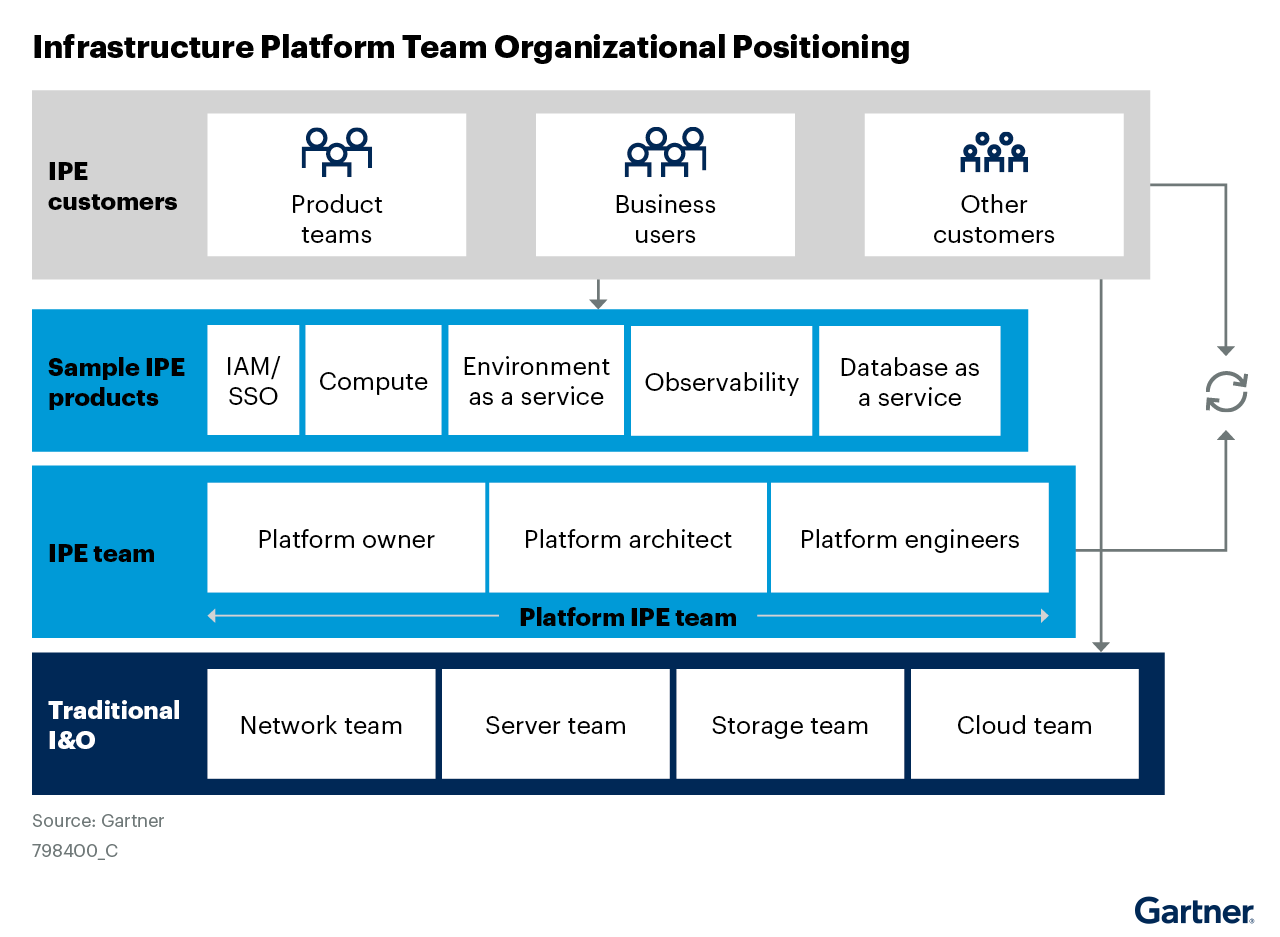 Infrastructure Platform Team Organizational Positioning
IPE
customers
Product
teams
Business
users
Other
customers
Sample IPE
products
IAM/
SSO
Compute
Environment
as a service
Observability
Database as
a service
IPE team
Platform owner
Platform architect
Platform engineers
Platform IPE team
Traditional
I&O
Network team
Server team
Storage team
Cloud team
Source: Gartner
798400_C
Gartner®